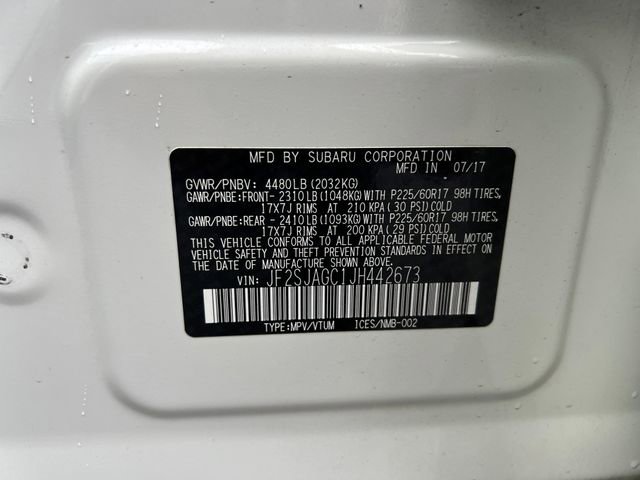 MFD BY SUBARU CORPORATION
MFD IN 07/17
GVWR/PNBV: 4480LB(2032KG)
GAWR/PNBE:FRONT- 2310LB(1048KG)WITH P225/60R17 98H TIRES,
17X7J RIMS AT 210 KPA(30 PSI)COLD
GAWR/PNBE:REAR -2410LB(1093KG)WITH P225/60R17 98H TIRES,
17X7J RIMS AT 200 KPA(29 PSI)COLD
THIS VEHICLE CONFORMS TO ALL APPLICABLE FEDERAL MOTOR
VEHICLE SAFETY AND THEFT PREVENTION STANDARDS IN EFFECT
ON THE DATE OF MANUFACTURE SHOWN ABOVE.
VIN: JF2SJAGC1JH442673
TYPE:MPV/VTUM ICES/NMB-002